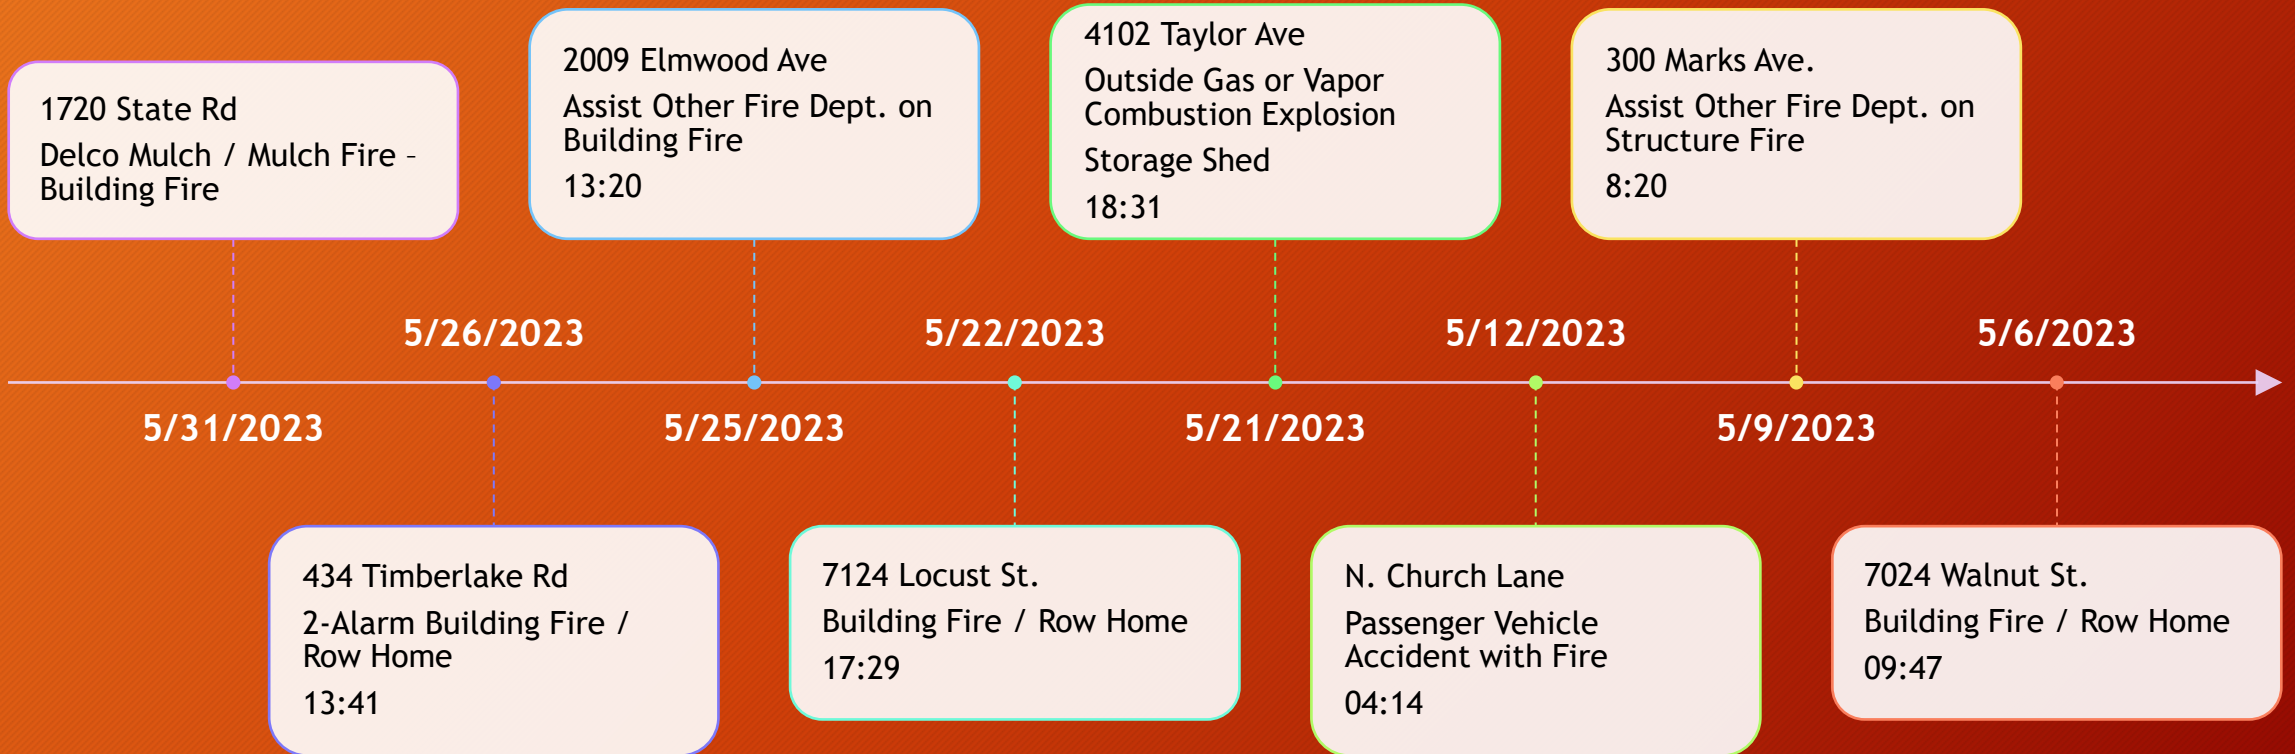 1720 State Rd
Delco Mulch / Mulch Fire –
Building Fire
5/31/2023
5/26/2023
434 Timberlake Rd
2-Alarm Building Fire /
Row Home
13:41
2009 Elmwood Ave
Assist Other Fire Dept. on
Building Fire
13:20
5/25/2023
5/22/2023
7124 Locust St.
Building Fire / Row Home
17:29
4102 Taylor Ave
Outside Gas or Vapor
Combustion Explosion
Storage Shed
18:31
5/21/2023
5/12/2023
N. Church Lane
Passenger Vehicle
Accident with Fire
04:14
300 Marks Ave.
Assist Other Fire Dept. on
Structure Fire
8:20
5/9/2023
5/6/2023
7024 Walnut St.
Building Fire / Row Home
09:47